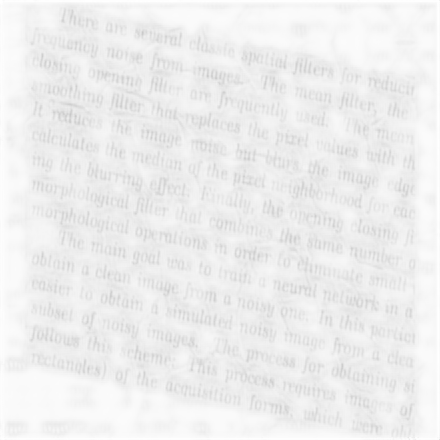 There are several classic spatial filters for reducin
frequency noise from images. The mean filter, the
closing opening filter are frequently used. The mean
smoothing filter that replaces the pixel values with th
It reduces the image noise but blurs the image edge
calculates the median of the pixel neighborhood for eac
ing the blurring effect. Finally, the opening closing fi
morphological filter that combines the same number o
morphological operations in order to eliminate small
The main goal was to train a neural network in a
obtain a clean image from a noisy one. In this partic
easier to obtain a simulated noisy image from a clea
subset of noisy images. The process for obtaining si
follows this scheme. This process requires images of
rectangles) of the acquisition forms, which were obt